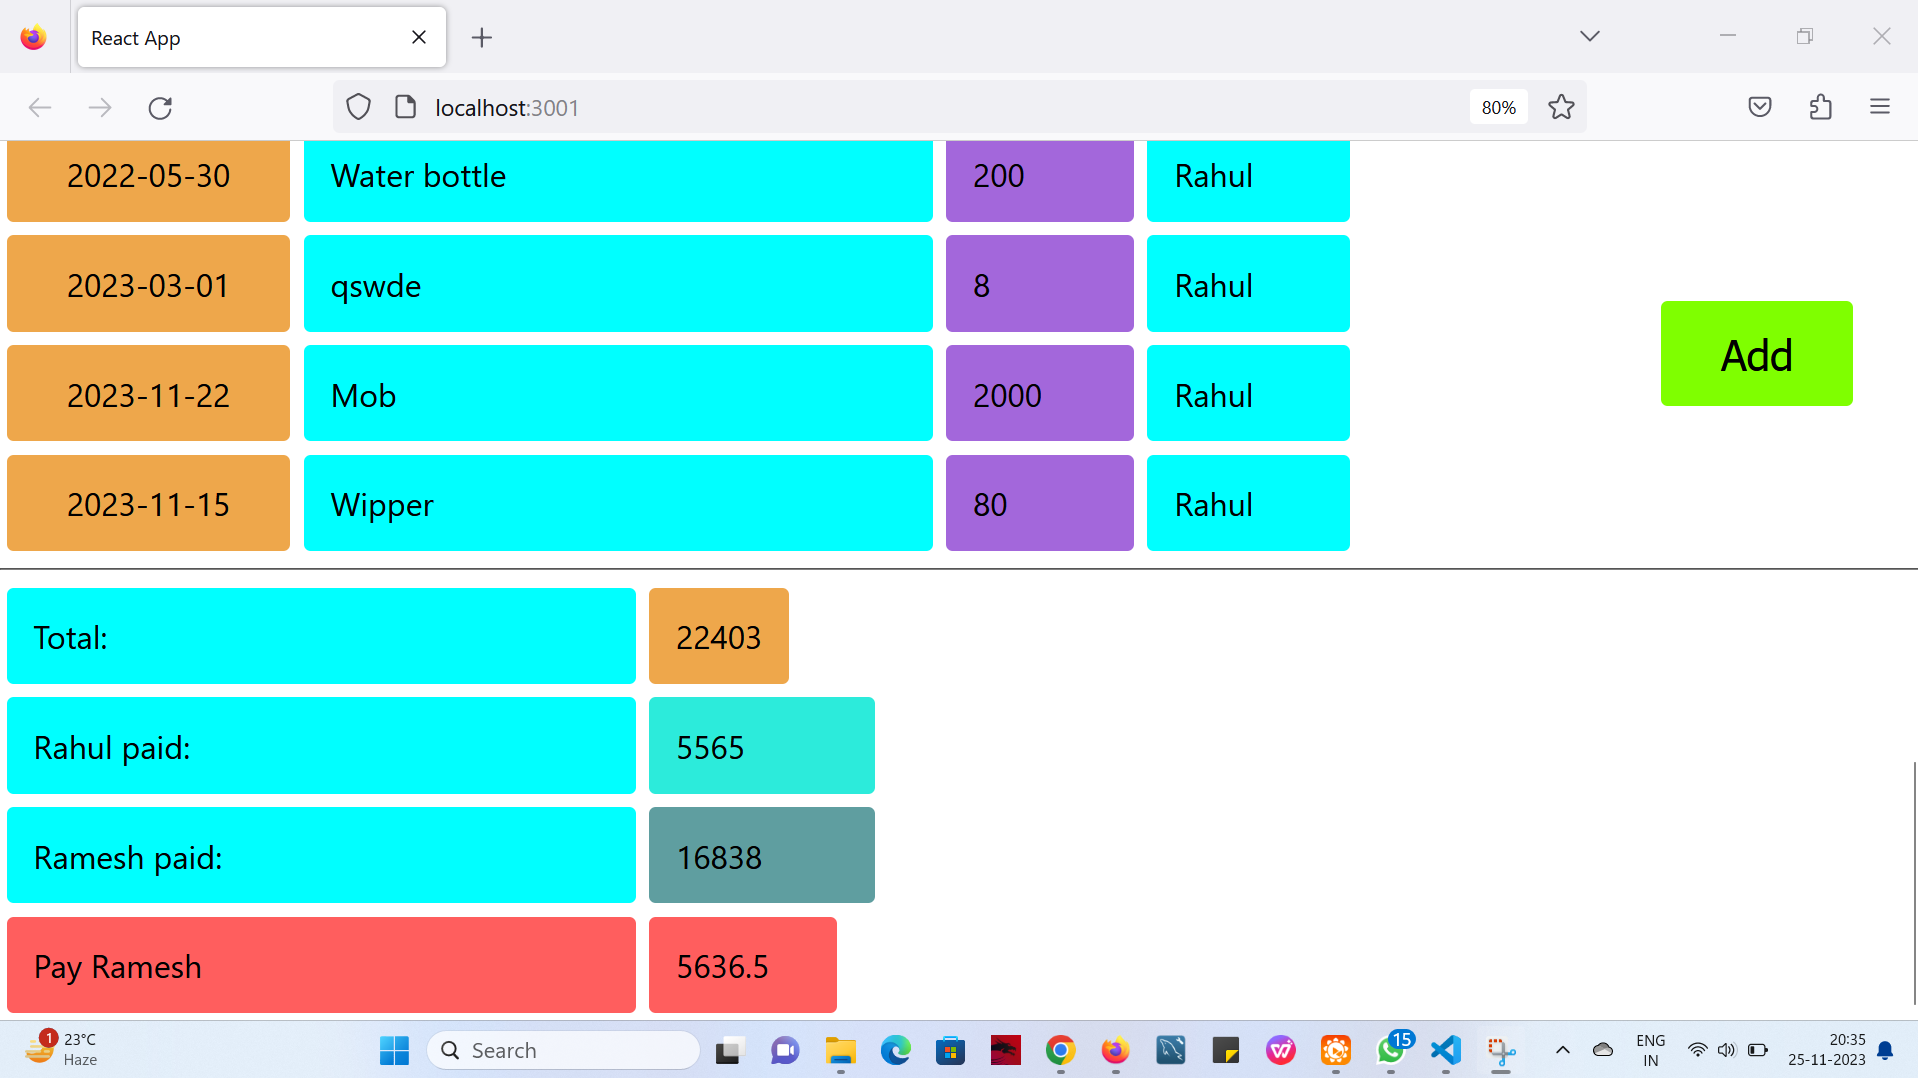 React App
localhost:3001
80%
2022-05-30 Water bottle 200 Rahul
2023-03-01 qswde 8 Rahul
2023-11-22 Mob 2000 Rahul
2023-11-15 Wipper 80 Rahul
Add
Total: 22403
Rahul paid: 5565
Ramesh paid: 16838
Pay Ramesh 5636.5
1
23°C
Haze
Search
15
ENG
IN
20:35
25-11-2023